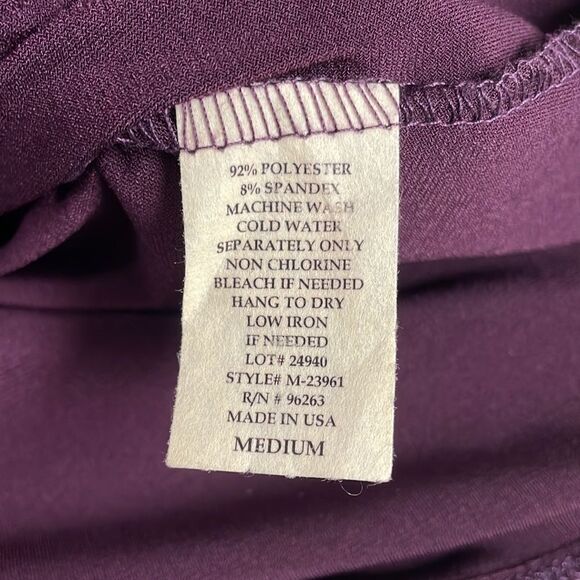 92% POLYESTER
8% SPANDEX
MACHINE WASH
COLD WATER
SEPARATELY ONLY
NON CHLORINE
BLEACH IF NEEDED
HANG TO DRY
LOW IRON
IF NEEDED
LOT# 24940
STYLE# M-23961
R/N # 96263
MADE IN USA
MEDIUM